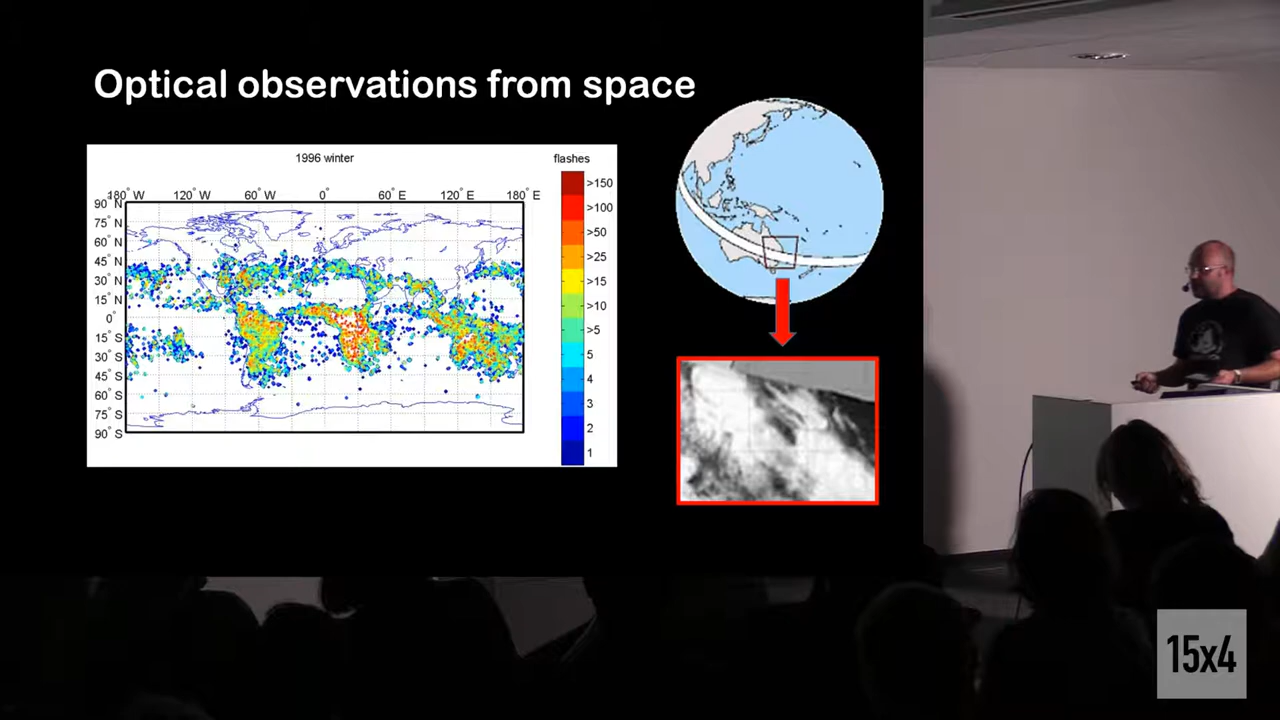 Optical observations from space
1996 winter
flashes
180° W 120° W 60° W 0° 60° E 120° E 180° E
90° N
75° N
60° N
45° N
30° N
15° N
0°
15° S
30° S
45° S
60° S
75° S
90° S
>150
>100
>50
>25
>15
>10
>5
5
4
3
2
1
15x4